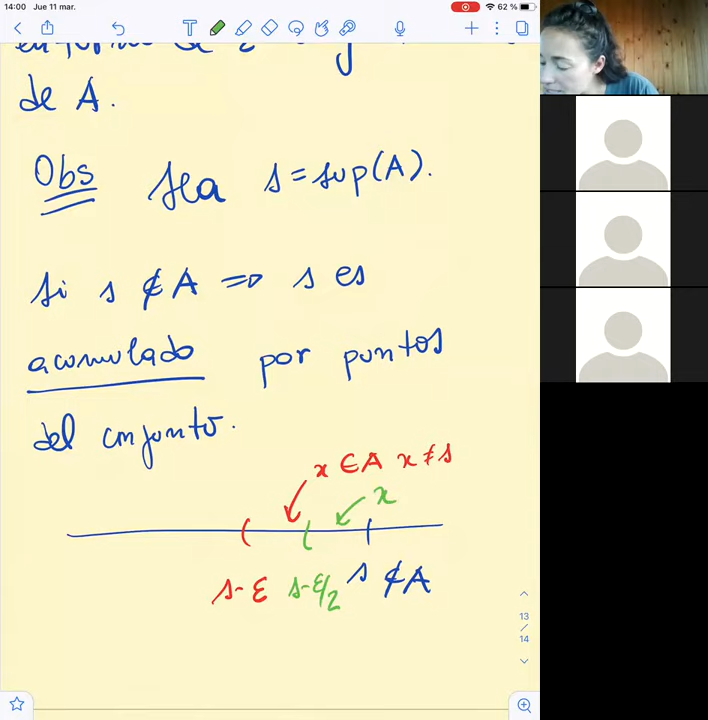 14:00 Jue 11 mar.
62 %
de A.
Obs sea s = sup(A).
si s ∉ A ⇒ s es
acumulado por puntos
del conjunto.
x ∈ A x ≠ s
x
s-ε s-ε/2 s ∉ A
13
/
14